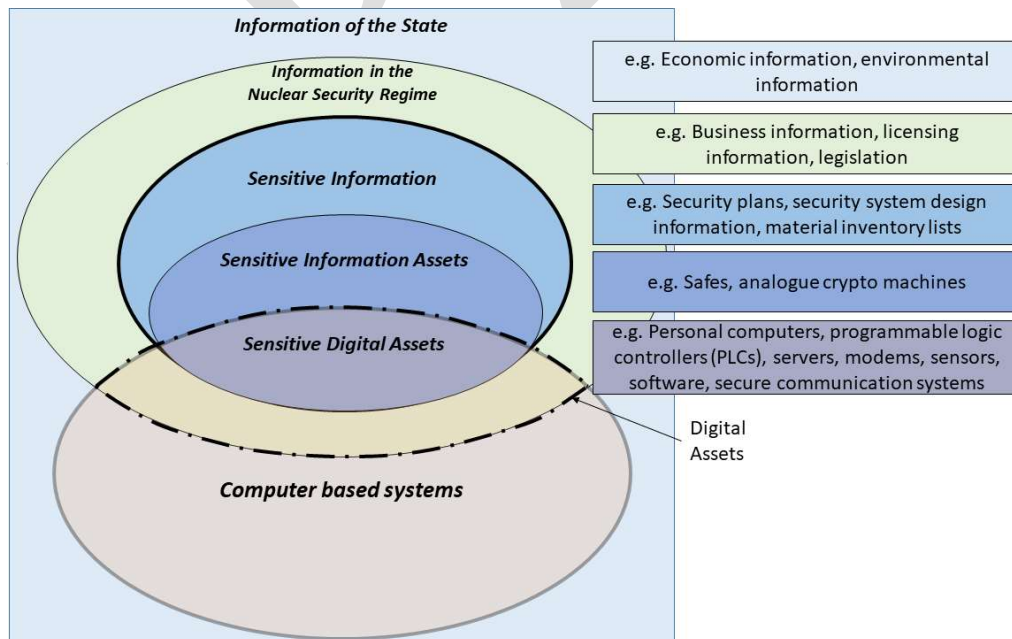 Information of the State
Information in the
Nuclear Security Regime
Sensitive Information
Sensitive Information Assets
Sensitive Digital Assets
Computer based systems
e.g. Economic information, environmental
information
e.g. Business information, licensing
information, legislation
e.g. Security plans, security system design
information, material inventory lists
e.g. Safes, analogue crypto machines
e.g. Personal computers, programmable logic
controllers (PLCs), servers, modems, sensors,
software, secure communication systems
Digital
Assets